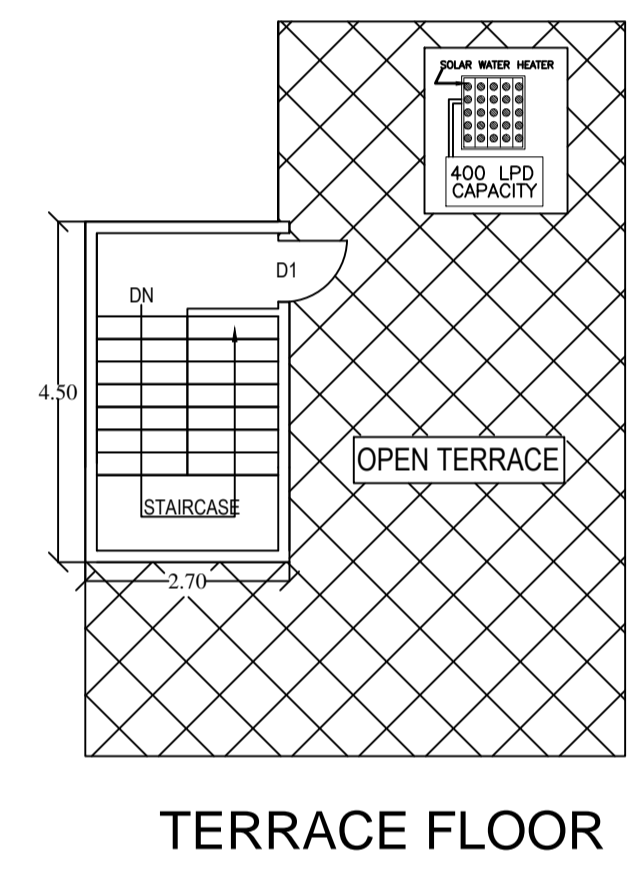 SOLAR WATER HEATER
400 LPD
CAPACITY
D1
DN
4.50
OPEN TERRACE
STAIRCASE
2.70
TERRACE FLOOR